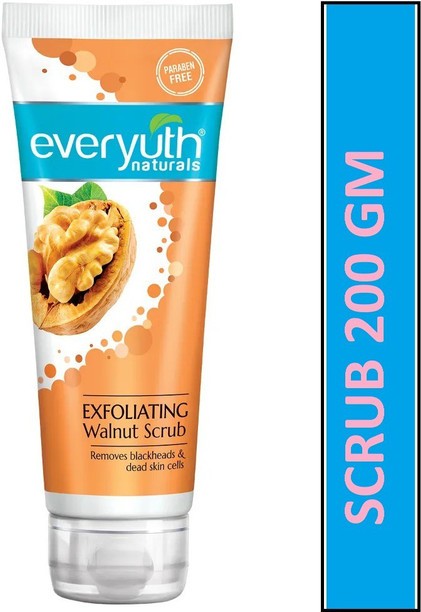 PARABEN
FREE
everyuth®
naturals
EXFOLIATING
Walnut Scrub
Removes blackheads &
dead skin cells
SCRUB 200 GM